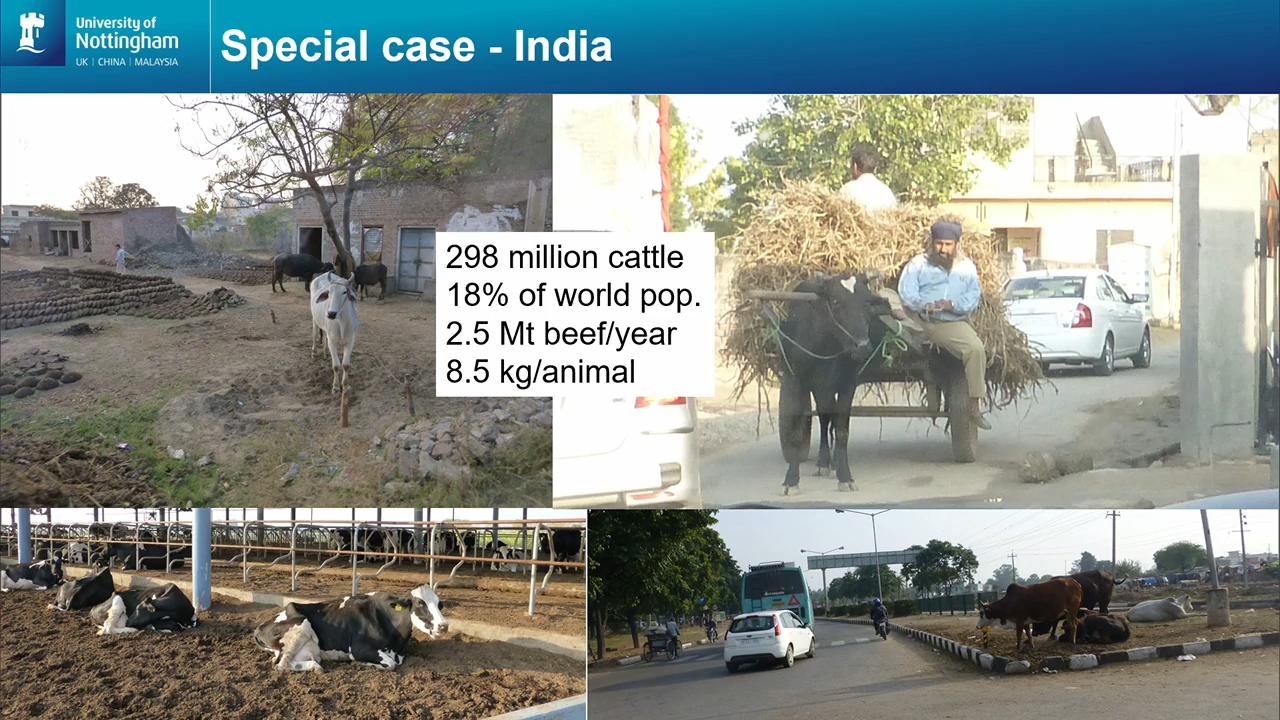 University of
Nottingham
UK | CHINA | MALAYSIA
Special case - India
298 million cattle
18% of world pop.
2.5 Mt beef/year
8.5 kg/animal